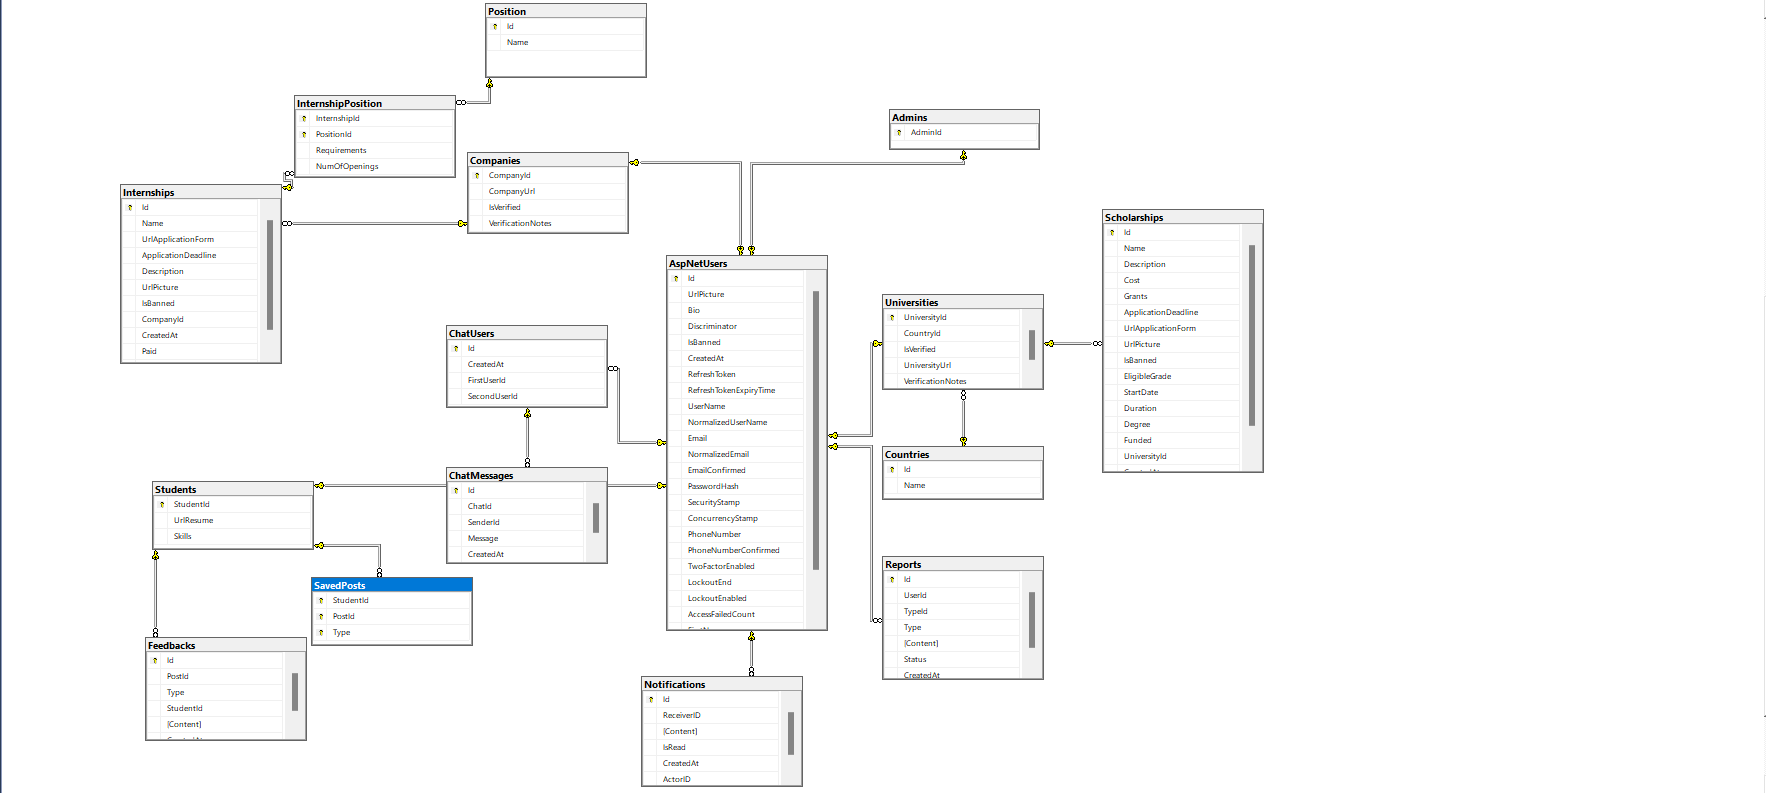 Position
Id
Name
InternshipPosition
InternshipId
PositionId
Requirements
NumOfOpenings
Admins
AdminId
Companies
CompanyId
CompanyUrl
IsVerified
VerificationNotes
Internships
Id
Name
UrlApplicationForm
ApplicationDeadline
Description
UrlPicture
IsBanned
CompanyId
CreatedAt
Paid
Scholarships
Id
Name
Description
Cost
Grants
ApplicationDeadline
UrlApplicationForm
UrlPicture
IsBanned
EligibleGrade
StartDate
Duration
Degree
Funded
UniversityId
AspNetUsers
Id
UrlPicture
Bio
Discriminator
IsBanned
CreatedAt
RefreshToken
RefreshTokenExpiryTime
UserName
NormalizedUserName
Email
NormalizedEmail
EmailConfirmed
PasswordHash
SecurityStamp
ConcurrencyStamp
PhoneNumber
PhoneNumberConfirmed
TwoFactorEnabled
LockoutEnd
LockoutEnabled
AccessFailedCount
Universities
UniversityId
CountryId
IsVerified
UniversityUrl
VerificationNotes
ChatUsers
Id
CreatedAt
FirstUserId
SecondUserId
Countries
Id
Name
ChatMessages
Id
ChatId
SenderId
Message
CreatedAt
Students
StudentId
UrlResume
Skills
Reports
Id
UserId
TypeId
Type
[Content]
Status
CreatedAt
SavedPosts
StudentId
PostId
Type
Feedbacks
Id
PostId
Type
StudentId
[Content]
Notifications
Id
ReceiverID
[Content]
IsRead
CreatedAt
ActorID